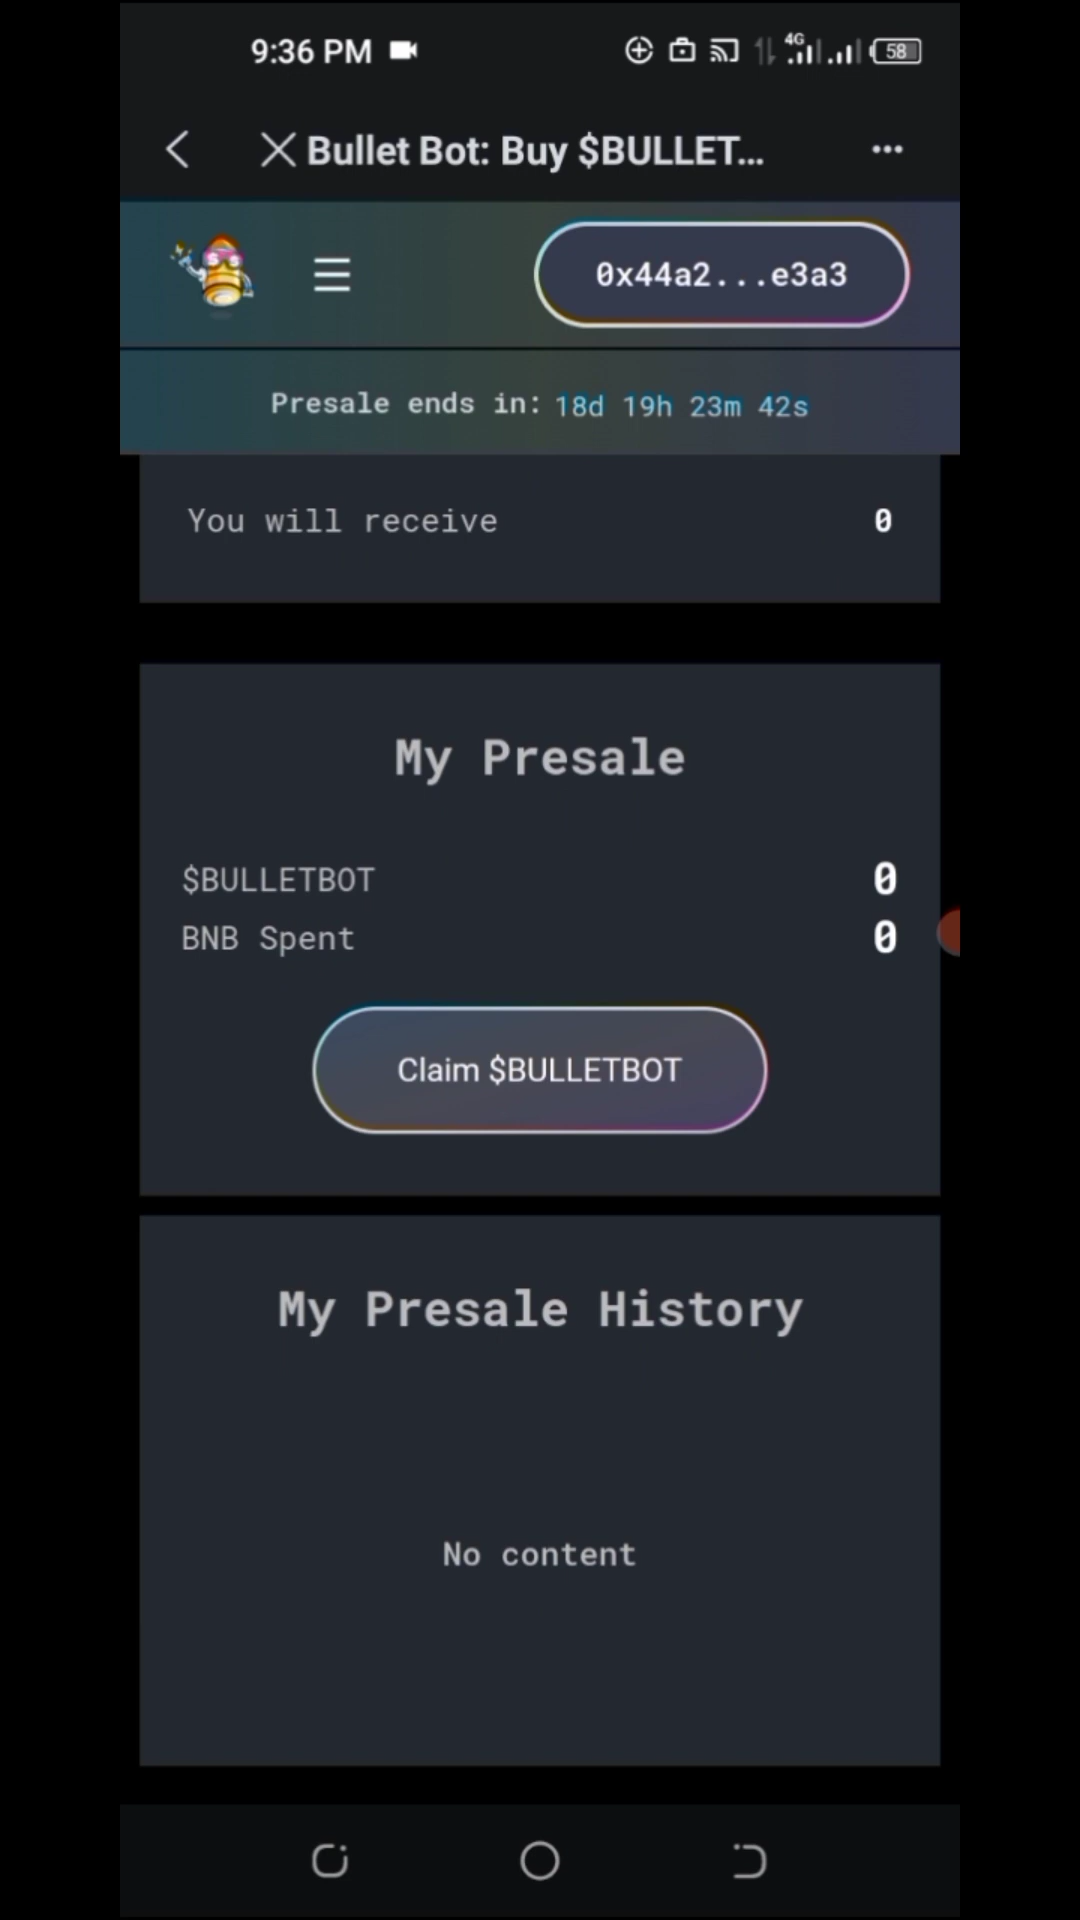 9:36 PM
4G
58
Bullet Bot: Buy $BULLET...
0x44a2...e3a3
Presale ends in: 18d 19h 23m 42s
You will receive 0
My Presale
$BULLETBOT 0
BNB Spent 0
Claim $BULLETBOT
My Presale History
No content